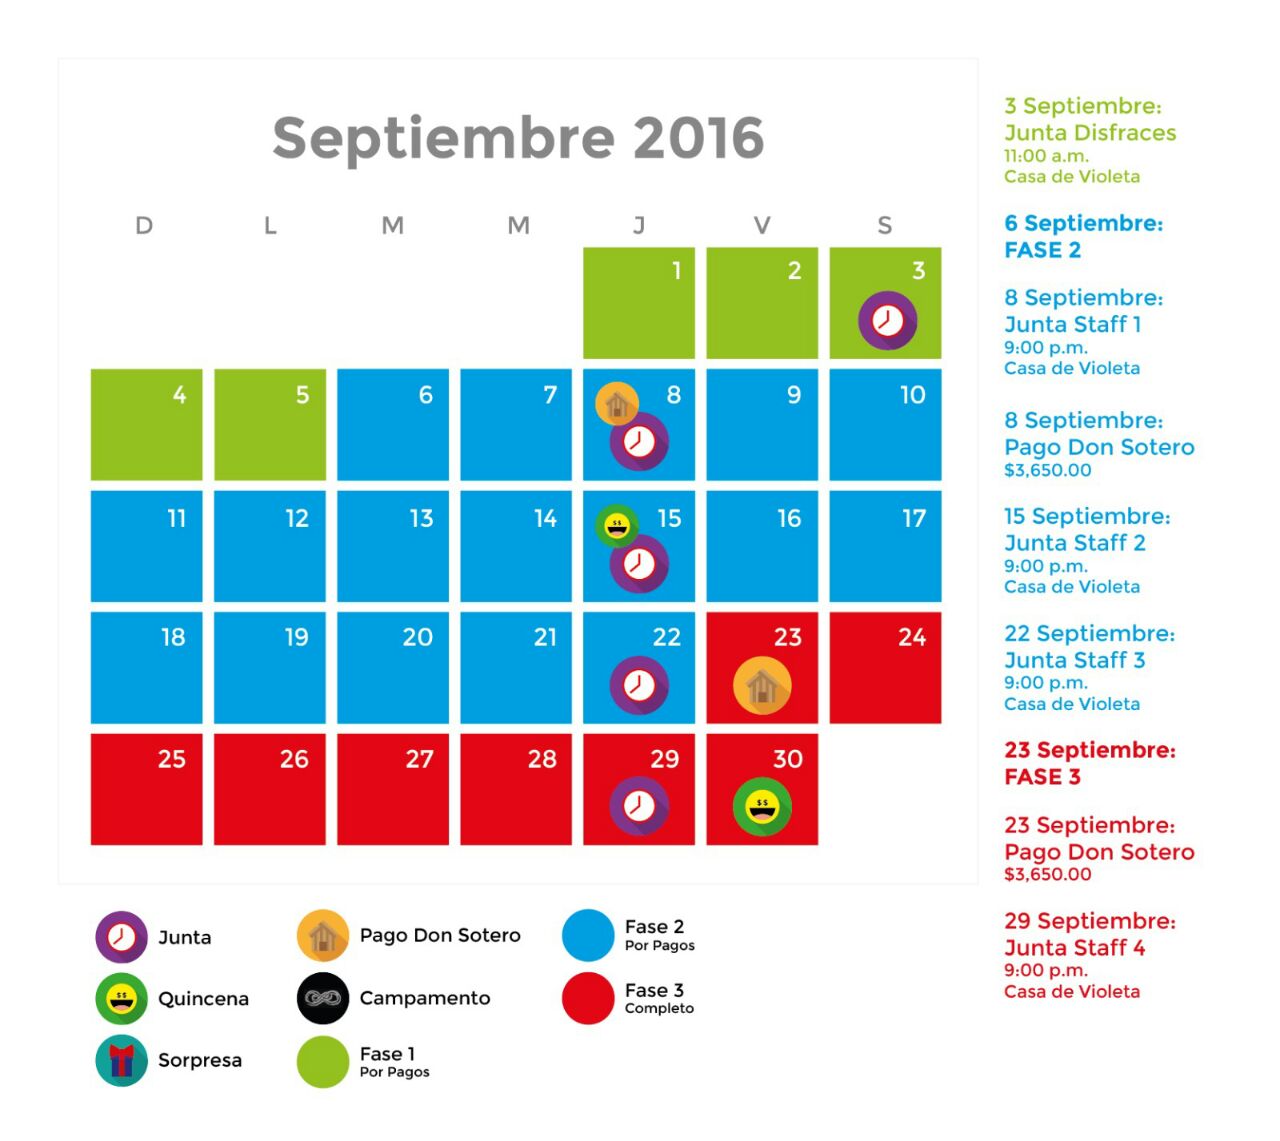 Septiembre 2016
D L M M J V S
1 2 3
4 5 6 7 8 9 10
11 12 13 14 15 16 17
18 19 20 21 22 23 24
25 26 27 28 29 30
3 Septiembre:
Junta Disfraces
11:00 a.m.
Casa de Violeta
6 Septiembre:
FASE 2
8 Septiembre:
Junta Staff 1
9:00 p.m.
Casa de Violeta
8 Septiembre:
Pago Don Sotero
$3,650.00
15 Septiembre:
Junta Staff 2
9:00 p.m.
Casa de Violeta
22 Septiembre:
Junta Staff 3
9:00 p.m.
Casa de Violeta
23 Septiembre:
FASE 3
23 Septiembre:
Pago Don Sotero
$3,650.00
29 Septiembre:
Junta Staff 4
9:00 p.m.
Casa de Violeta
Junta
Quincena
Sorpresa
Pago Don Sotero
Campamento
Fase 1
Por Pagos
Fase 2
Por Pagos
Fase 3
Completo